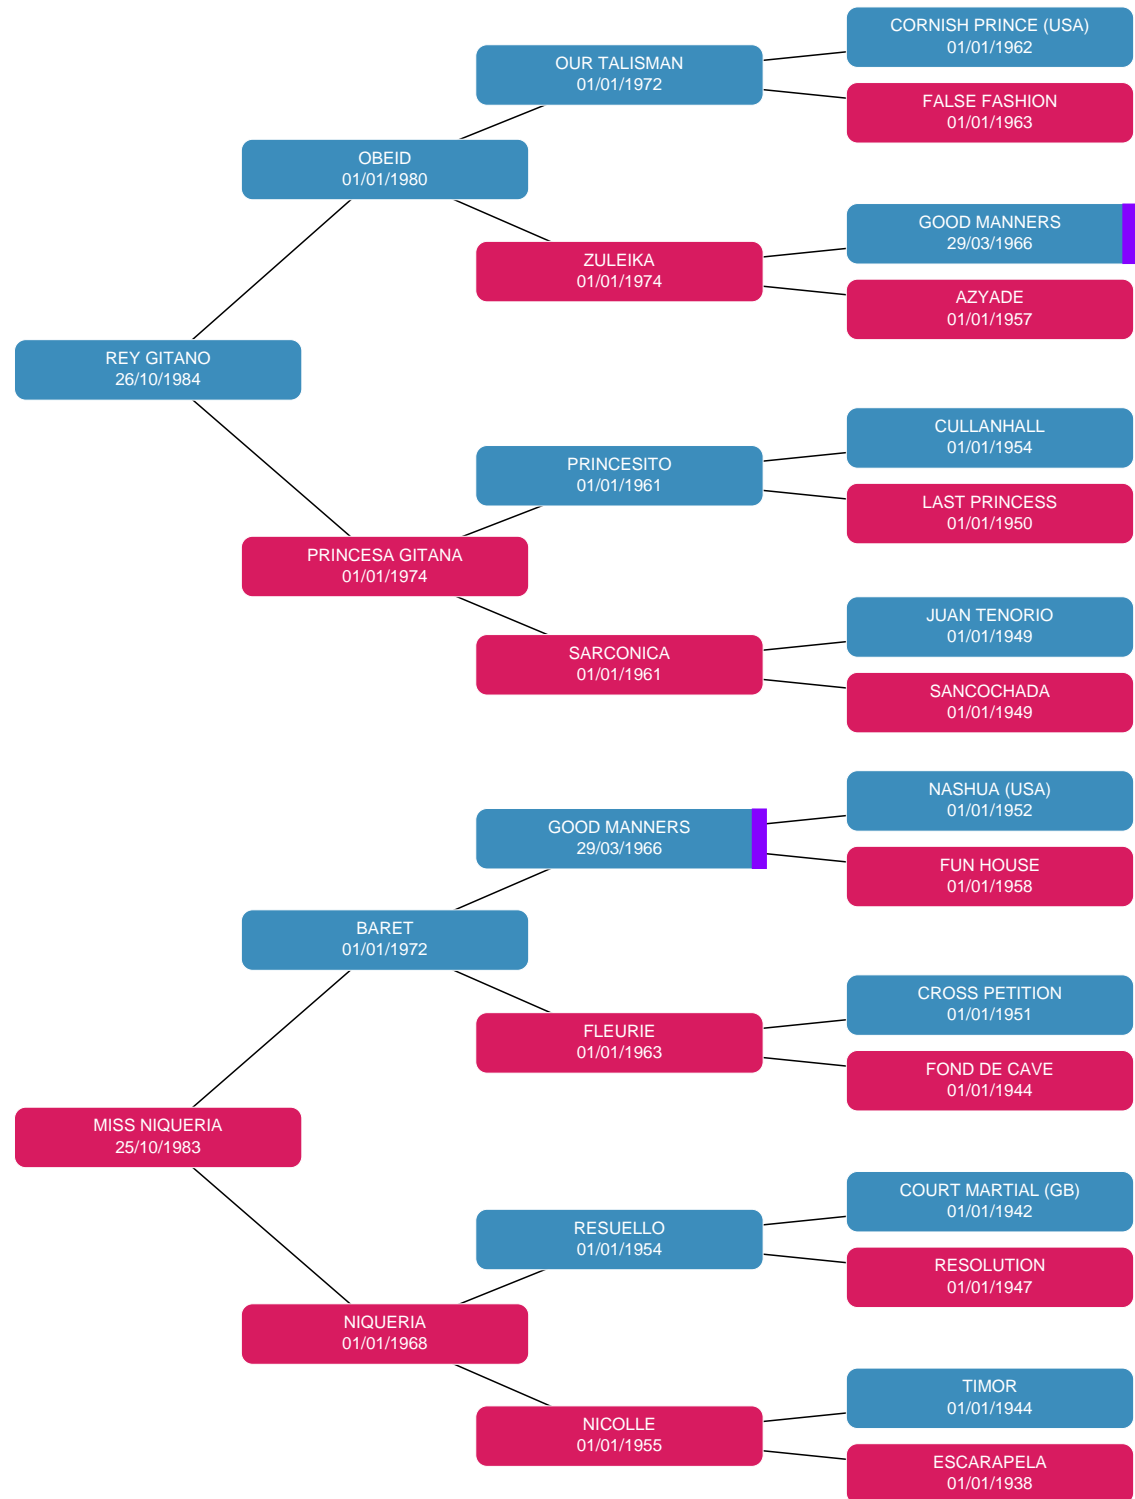 CORNISH PRINCE (USA)
01/01/1962
OUR TALISMAN
01/01/1972
FALSE FASHION
01/01/1963
OBEID
01/01/1980
GOOD MANNERS
29/03/1966
ZULEIKA
01/01/1974
AZYADE
01/01/1957
REY GITANO
26/10/1984
CULLANHALL
01/01/1954
PRINCESITO
01/01/1961
LAST PRINCESS
01/01/1950
PRINCESA GITANA
01/01/1974
JUAN TENORIO
01/01/1949
SARCONICA
01/01/1961
SANCOCHADA
01/01/1949
NASHUA (USA)
01/01/1952
GOOD MANNERS
29/03/1966
FUN HOUSE
01/01/1958
BARET
01/01/1972
CROSS PETITION
01/01/1951
FLEURIE
01/01/1963
FOND DE CAVE
01/01/1944
MISS NIQUERIA
25/10/1983
COURT MARTIAL (GB)
01/01/1942
RESUELLO
01/01/1954
RESOLUTION
01/01/1947
NIQUERIA
01/01/1968
TIMOR
01/01/1944
NICOLLE
01/01/1955
ESCARAPELA
01/01/1938